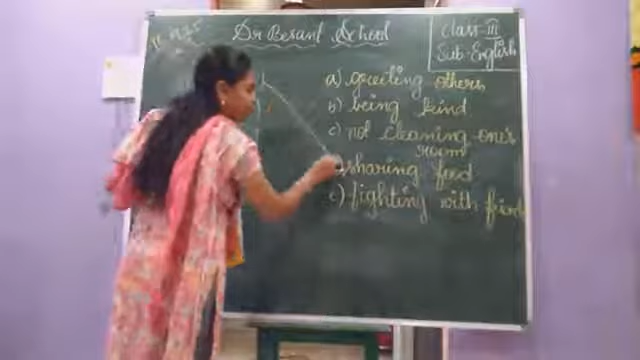 Dr Besant School
Class-III
Sub-English
a) greeting others
b) being kind
c) not cleaning one's
room
sharing food
e) fighting with